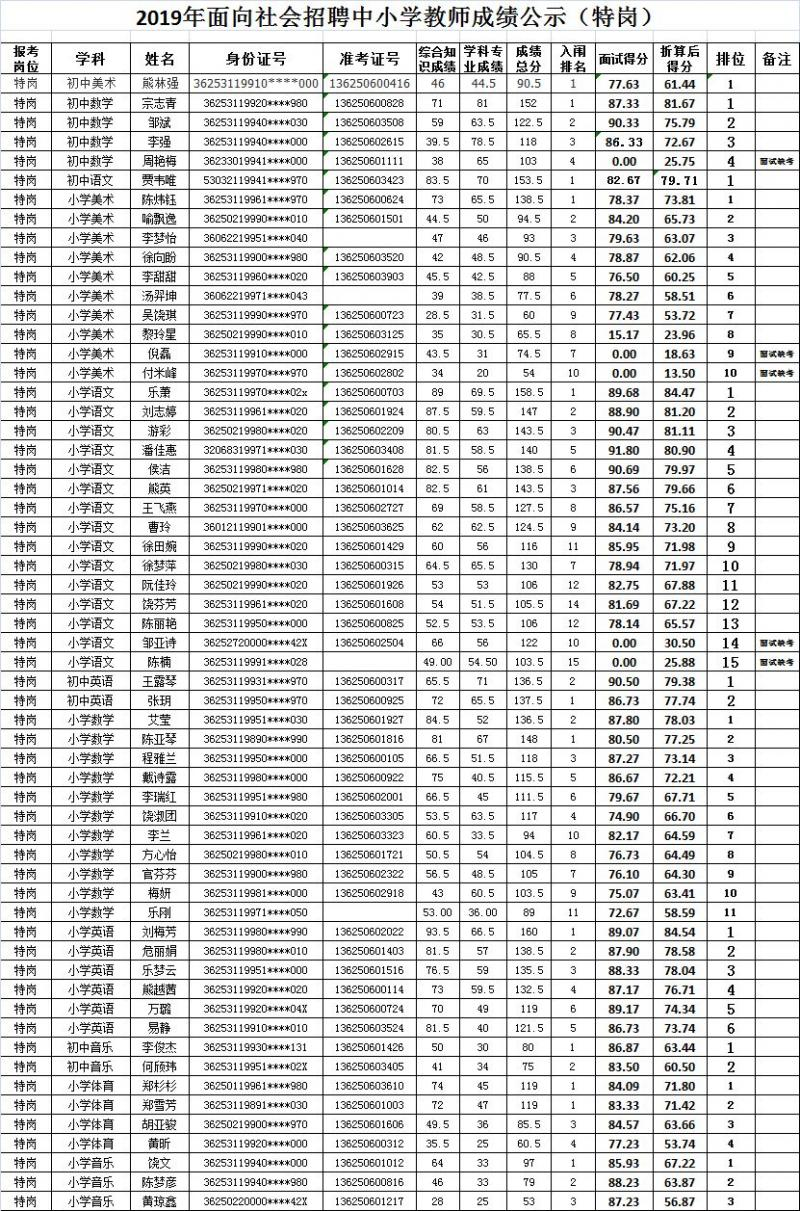 2019年面向社会招聘中小学教师成绩公示（特岗）
报考岗位 学科 姓名 身份证号 准考证号 综合知识成绩 学科专业成绩 成绩总分 入闱排名 面试得分 折算后得分 排位 备注
特岗 初中美术 熊林强 36253119910****000 136250600416 46 44.5 90.5 1 77.63 61.44 1
特岗 初中数学 宗志青 36253119920****980 136250600828 71 81 152 1 87.33 81.67 1
特岗 初中数学 邹斌 36253119940****030 136250603508 59 63.5 122.5 2 90.33 75.79 2
特岗 初中数学 李强 36253119940****000 136250602615 39.5 78.5 118 3 86.33 72.67 3
特岗 初中数学 周艳梅 36233019941****000 136250601111 38 65 103 4 0.00 25.75 4 面试缺考
特岗 初中语文 贾韦唯 53032119941****970 136250603423 83.5 70 153.5 1 82.67 79.71 1
特岗 小学美术 陈炜钰 36253119961****970 136250600624 73 65.5 138.5 1 78.37 73.81 1
特岗 小学美术 喻飘逸 36250219990****010 136250601501 44.5 50 94.5 2 84.20 65.73 2
特岗 小学美术 李梦怡 36062219951****040 47 46 93 3 79.63 63.07 3
特岗 小学美术 徐向盼 36253119900****980 136250603520 42 48.5 90.5 4 78.87 62.06 4
特岗 小学美术 李甜甜 36253119960****020 136250603903 45.5 42.5 88 5 76.50 60.25 5
特岗 小学美术 汤羿坤 36062219971****043 39 38.5 77.5 6 78.27 58.51 6
特岗 小学美术 吴饶琪 36253119990****970 136250600723 28.5 31.5 60 9 77.43 53.72 7
特岗 小学美术 黎玲星 36250219990****010 136250603125 35 30.5 65.5 8 15.17 23.96 8
特岗 小学美术 倪磊 36253119910****000 136250602915 43.5 31 74.5 7 0.00 18.63 9 面试缺考
特岗 小学美术 付米峰 36253119970****970 136250602802 34 20 54 10 0.00 13.50 10 面试缺考
特岗 小学语文 乐萧 36253119970****02x 136250600703 89 69.5 158.5 1 89.68 84.47 1
特岗 小学语文 刘志婷 36253119961****020 136250601924 87.5 59.5 147 2 88.90 81.20 2
特岗 小学语文 游彩 36250219980****020 136250602209 80.5 63 143.5 3 90.47 81.11 3
特岗 小学语文 潘佳惠 32068319971****030 136250603408 81.5 58.5 140 5 91.80 80.90 4
特岗 小学语文 侯洁 36253119980****980 136250601628 82.5 56 138.5 6 90.69 79.97 5
特岗 小学语文 熊英 36250219971****020 136250601014 82.5 61 143.5 3 87.56 79.66 6
特岗 小学语文 王飞燕 36253119970****000 136250602727 69 58.5 127.5 8 86.57 75.16 7
特岗 小学语文 曹玲 36012119901****000 136250603625 62 62.5 124.5 9 84.14 73.20 8
特岗 小学语文 徐田婉 36253119990****020 136250601429 60 56 116 11 85.95 71.98 9
特岗 小学语文 徐梦萍 36250219980****030 136250600315 64.5 65.5 130 7 78.94 71.97 10
特岗 小学语文 阮佳玲 36250219990****020 136250601926 53 53 106 12 82.75 67.88 11
特岗 小学语文 饶芬芳 36253119961****020 136250601608 54 51.5 105.5 14 81.69 67.22 12
特岗 小学语文 陈丽艳 36253119950****000 136250600825 52.5 53.5 106 12 78.14 65.57 13
特岗 小学语文 邹亚诗 36252720000****42X 136250602504 66 56 122 10 0.00 30.50 14 面试缺考
特岗 小学语文 陈楠 36253119991****028 49.00 54.50 103.5 15 0.00 25.88 15 面试缺考
特岗 初中英语 王露琴 36253119931****970 136250600317 65.5 71 136.5 2 90.50 79.38 1
特岗 初中英语 张玥 36253119950****970 136250600925 72 65.5 137.5 1 86.73 77.74 2
特岗 小学数学 艾莹 36253119951****030 136250601927 84.5 52 136.5 2 87.80 78.03 1
特岗 小学数学 陈亚琴 36253119890****990 136250601816 81 67 148 1 80.50 77.25 2
特岗 小学数学 程雅兰 36253119950****000 136250600105 66.5 51.5 118 3 87.27 73.14 3
特岗 小学数学 戴诗露 36253119980****000 136250600922 75 40.5 115.5 5 86.67 72.21 4
特岗 小学数学 李瑞红 36253119951****980 136250602001 66.5 45 111.5 6 79.67 67.71 5
特岗 小学数学 饶淑团 36253119910****020 136250603305 53.5 63.5 117 4 74.90 66.70 6
特岗 小学数学 李兰 36253119961****020 136250603323 60.5 33.5 94 10 82.17 64.59 7
特岗 小学数学 方心怡 36250219980****010 136250601721 50.5 54 104.5 8 76.73 64.49 8
特岗 小学数学 官芬芬 36253119900****980 136250602322 56.5 48.5 105 7 76.10 64.30 9
特岗 小学数学 梅妍 36253119981****000 136250602918 43 60.5 103.5 9 75.07 63.41 10
特岗 小学数学 乐刚 36253119971****050 53.00 36.00 89 11 72.67 58.59 11
特岗 小学英语 刘梅芳 36253119980****990 136250602022 93.5 66.5 160 1 89.07 84.54 1
特岗 小学英语 危丽娟 36253119980****010 136250601403 81.5 57 138.5 2 87.90 78.58 2
特岗 小学英语 乐梦云 36253119951****000 136250601516 76.5 59 135.5 3 88.33 78.04 3
特岗 小学英语 熊越茜 36253119920****020 136250600114 73 59.5 132.5 4 87.17 76.71 4
特岗 小学英语 万璐 36253119920****04X 136250600724 70 49 119 6 89.17 74.34 5
特岗 小学英语 易静 36253119910****010 136250603524 81.5 40 121.5 5 86.73 73.74 6
特岗 初中音乐 李俊杰 36253119930****131 136250601426 50 30 80 1 86.87 63.44 1
特岗 初中音乐 何颀玮 36253119951****02X 136250603405 41 34 75 2 83.50 60.50 2
特岗 小学体育 郑杉杉 36250119961****980 136250603610 74 45 119 1 84.09 71.80 1
特岗 小学体育 郑雪芳 36253119891****030 136250601003 72 47 119 1 83.33 71.42 2
特岗 小学体育 胡亚骏 36250219900****970 136250601606 49.5 36 85.5 3 84.57 63.66 3
特岗 小学体育 黄昕 36253119920****000 136250600312 35.5 25 60.5 4 77.23 53.74 4
特岗 小学音乐 饶文 36253119940****000 136250601012 64 33 97 1 85.93 67.22 1
特岗 小学音乐 陈梦彦 36253119940****980 136250600816 46 33 79 2 88.23 63.87 2
特岗 小学音乐 黄琼鑫 36250220000****42X 136250601217 28 25 53 3 87.23 56.87 3